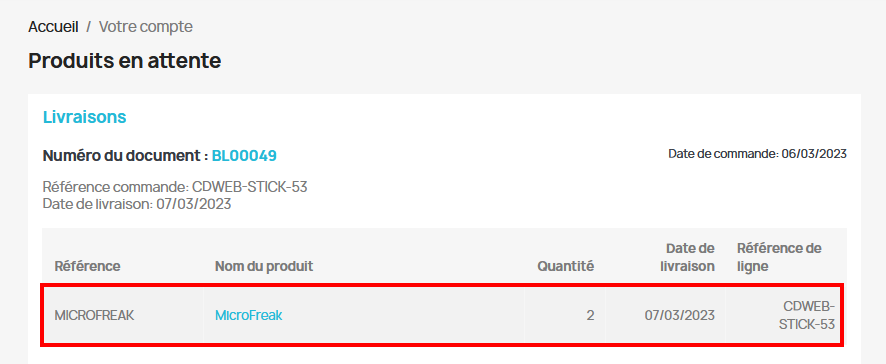 Accueil / Votre compte
Produits en attente
Livraisons
Numéro du document : BL00049
Date de commande: 06/03/2023
Référence commande: CDWEB-STICK-53
Date de livraison: 07/03/2023
Référence Nom du produit Quantité Date de livraison Référence de ligne
MICROFREAK MicroFreak 2 07/03/2023 CDWEB-STICK-53